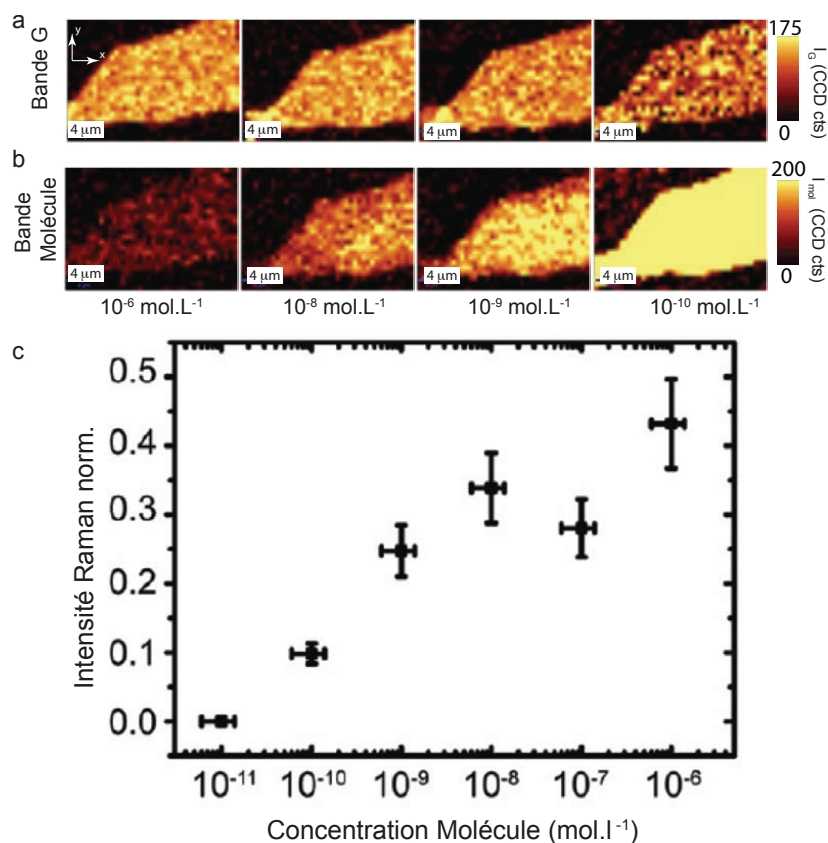 a
Bande G
y
x
4 µm
4 µm
4 µm
4 µm
175
0
I_G (CCD cts)
b
Bande
Molécule
4 µm
4 µm
4 µm
4 µm
200
0
I_mol (CCD cts)
10⁻⁶ mol.L⁻¹
10⁻⁸ mol.L⁻¹
10⁻⁹ mol.L⁻¹
10⁻¹⁰ mol.L⁻¹
c
Intensité Raman norm.
0.5
0.4
0.3
0.2
0.1
0.0
10⁻¹¹
10⁻¹⁰
10⁻⁹
10⁻⁸
10⁻⁷
10⁻⁶
Concentration Molécule (mol.l⁻¹)